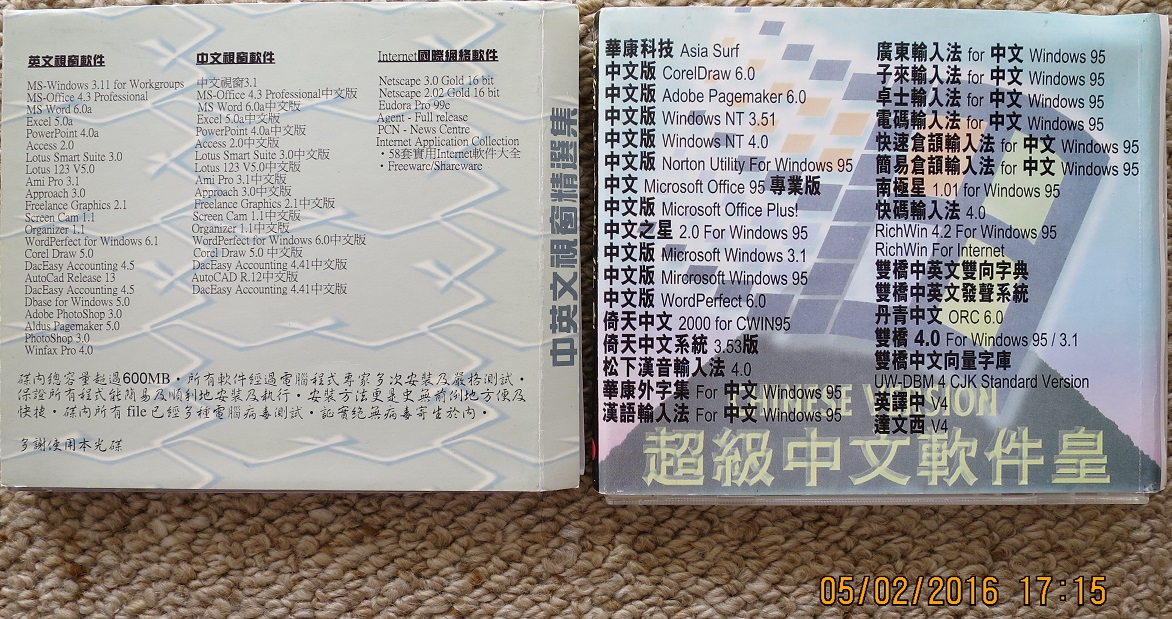 英文視窗軟件
MS-Windows 3.11 for Workgroups
MS-Office 4.3 Professional
MS Word 6.0a
Excel 5.0a
PowerPoint 4.0a
Access 2.0
Lotus Smart Suite 3.0
Lotus 123 V5.0
Ami Pro 3.1
Approach 3.0
Freelance Graphics 2.1
Screen Cam 1.1
Organizer 1.1
WordPerfect for Windows 6.1
Corel Draw 5.0
DacEasy Accounting 4.5
AutoCad Release 13
DacEasy Accounting 4.5
Dbase for Windows 5.0
Adobe PhotoShop 3.0
Aldus Pagemaker 5.0
PhotoShop 3.0
Winfax Pro 4.0
中文視窗軟件
中文視窗3.1
MS-Office 4.3 Professional中文版
MS Word 6.0a中文版
Excel 5.0a中文版
PowerPoint 4.0a中文版
Access 2.0中文版
Lotus Smart Suite 3.0中文版
Lotus 123 V5.0中文版
Ami Pro 3.1中文版
Approach 3.0中文版
Freelance Graphics 2.1中文版
Screen Cam 1.1中文版
Organizer 1.1中文版
WordPerfect for Windows 6.0中文版
Corel Draw 5.0 中文版
DacEasy Accounting 4.41中文版
AutoCAD R.12中文版
DacEasy Accounting 4.41中文版
Internet國際網絡軟件
Netscape 3.0 Gold 16 bit
Netscape 2.02 Gold 16 bit
Eudora Pro 99c
Agent - Full release
PCN - News Centre
Internet Application Collection
・58套實用Internet軟件大全
・Freeware/Shareware
碟內總容量超過600MB・所有軟件經過電腦程式專家多次安裝及嚴格測試・
保證所有程式能簡易及順利地安裝及執行・安裝方法更是史無前例地方便及
快捷・碟內所有file已經多種電腦病毒測試・証實絕無病毒寄生於內・
多謝使用本光碟
中英文視窗精選集
華康科技 Asia Surf
中文版 CorelDraw 6.0
中文版 Adobe Pagemaker 6.0
中文版 Windows NT 3.51
中文版 Windows NT 4.0
中文版 Norton Utility For Windows 95
中文 Microsoft Office 95 專業版
中文版 Microsoft Office Plus!
中文之星 2.0 For Windows 95
中文版 Microsoft Windows 3.1
中文版 Mircrosoft Windows 95
中文版 WordPerfect 6.0
倚天中文 2000 for CWIN95
倚天中文系統 3.53版
松下漢音輸入法 4.0
華康外字集 For 中文 Windows 95
漢語輸入法 For 中文 Windows 95
廣東輸入法 for 中文 Windows 95
子來輸入法 for 中文 Windows 95
卓士輸入法 for 中文 Windows 95
電碼輸入法 for 中文 Windows 95
快速倉頡輸入法 for 中文 Windows 95
簡易倉頡輸入法 for 中文 Windows 95
南極星 1.01 for Windows 95
快碼輸入法 4.0
RichWin 4.2 For Windows 95
RichWin For Internet
雙橋中英文雙向字典
雙橋中英文發聲系統
丹青中文 ORC 6.0
雙橋 4.0 For Windows 95 / 3.1
雙橋中文向量字庫
UW-DBM 4 CJK Standard Version
英譯中 V4
達文西 V4
CHINESE VERSION
超級中文軟件皇
05/02/2016 17:15